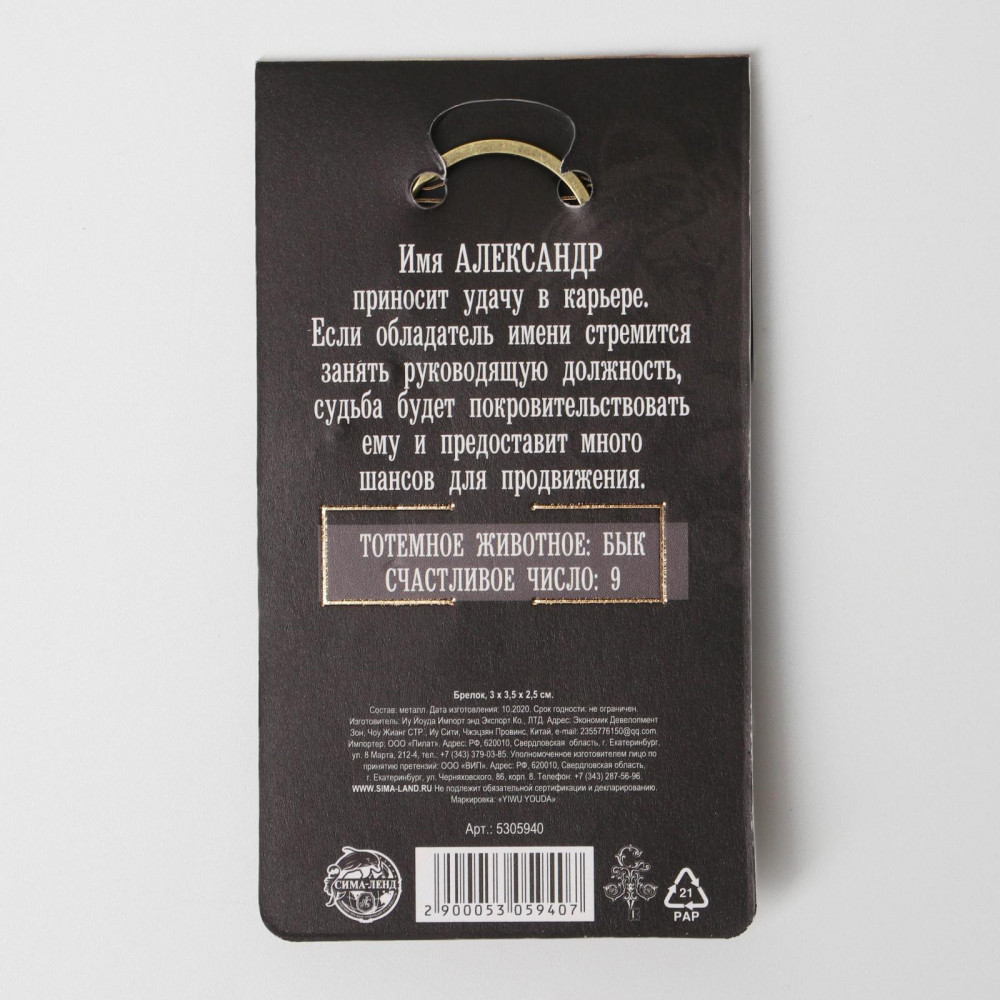 Имя АЛЕКСАНДР
приносит удачу в карьере.
Если обладатель имени стремится
занять руководящую должность,
судьба будет покровительствовать
ему и предоставит много
шансов для продвижения.
ТОТЕМНОЕ ЖИВОТНОЕ: БЫК
СЧАСТЛИВОЕ ЧИСЛО: 9
Брелок, 3 x 3,5 x 2,5 см.
Состав: металл. Дата изготовления: 10.2020. Срок годности: не ограничен.
Изготовитель: Иу Йоуда Импорт энд Экспорт Ко., ЛТД. Адрес: Экономик Девелопмент
Зон, Чоу Жианг СТР., Иу Сити, Чжэцзян Провинс, Китай, e-mail: 2355776150@qq.com.
Импортер: ООО «Пилат». Адрес: РФ, 620010, Свердловская область, г. Екатеринбург,
ул. 8 Марта, 212-4, тел.: +7 (343) 379-03-85. Уполномоченное изготовителем лицо по
принятию претензий: ООО «ВИП». Адрес: РФ, 620010, Свердловская область,
г. Екатеринбург, ул. Черняховского, 86, корп. 8. Телефон: +7 (343) 287-56-96.
WWW.SIMA-LAND.RU Не подлежит обязательной сертификации и декларированию.
Маркировка: «YIWU YOUDA»
Арт.: 5305940
СИМА-ЛЕНД
2 900053 059407
21
PAP